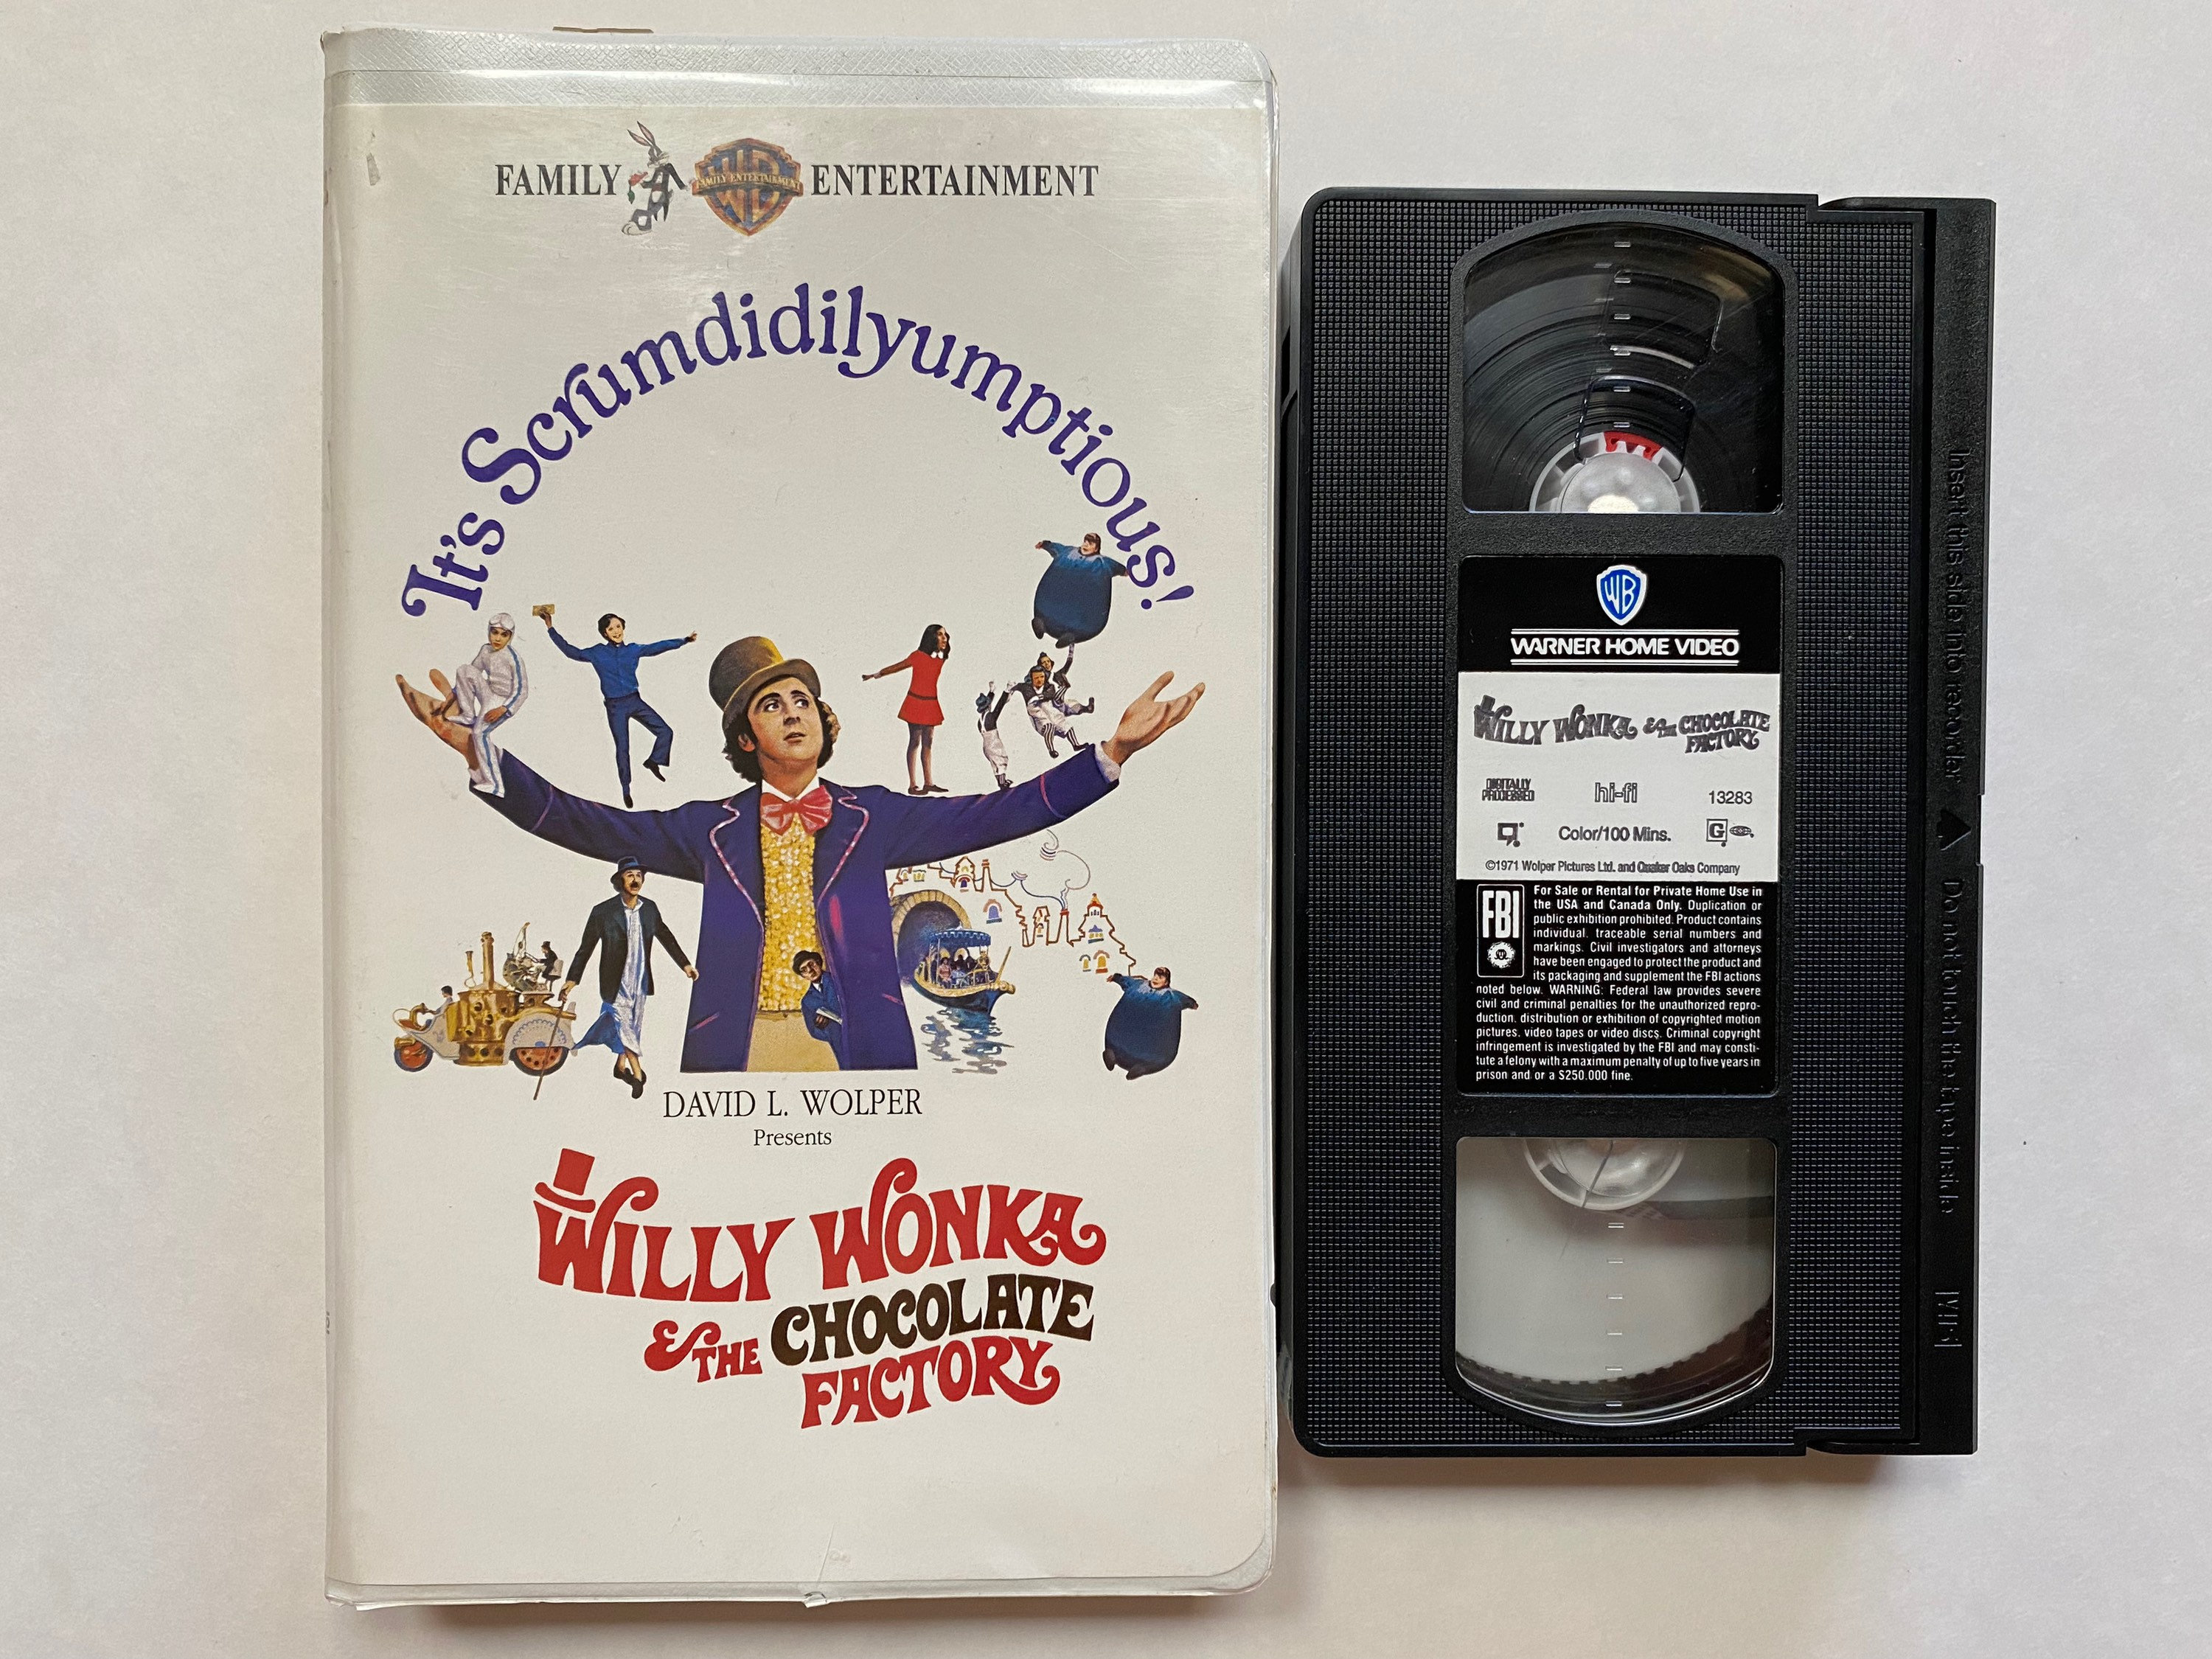 FAMILY WB FAMILY ENTERTAINMENT ENTERTAINMENT
It's Scrumdidilyumptious!
DAVID L. WOLPER
Presents
WILLY WONKA
& THE CHOCOLATE
FACTORY
WB
WARNER HOME VIDEO
WILLY WONKA & THE CHOCOLATE
FACTORY
DIGITALLY
PROCESSED
hi-fi
13283
Color/100 Mins.
G
©1971 Wolper Pictures Ltd. and Quaker Oaks Company
FBI
For Sale or Rental for Private Home Use in
the USA and Canada Only. Duplication or
public exhibition prohibited. Product contains
individual, traceable serial numbers and
markings. Civil investigators and attorneys
have been engaged to protect the product and
its packaging and supplement the FBI actions
noted below. WARNING: Federal law provides severe
civil and criminal penalties for the unauthorized repro-
duction, distribution or exhibition of copyrighted motion
pictures, video tapes or video discs. Criminal copyright
infringement is investigated by the FBI and may consti-
tute a felony with a maximum penalty of up to five years in
prison and or a $250.000 fine.
Insert this side into recorder ▲ Do not touch the tape inside